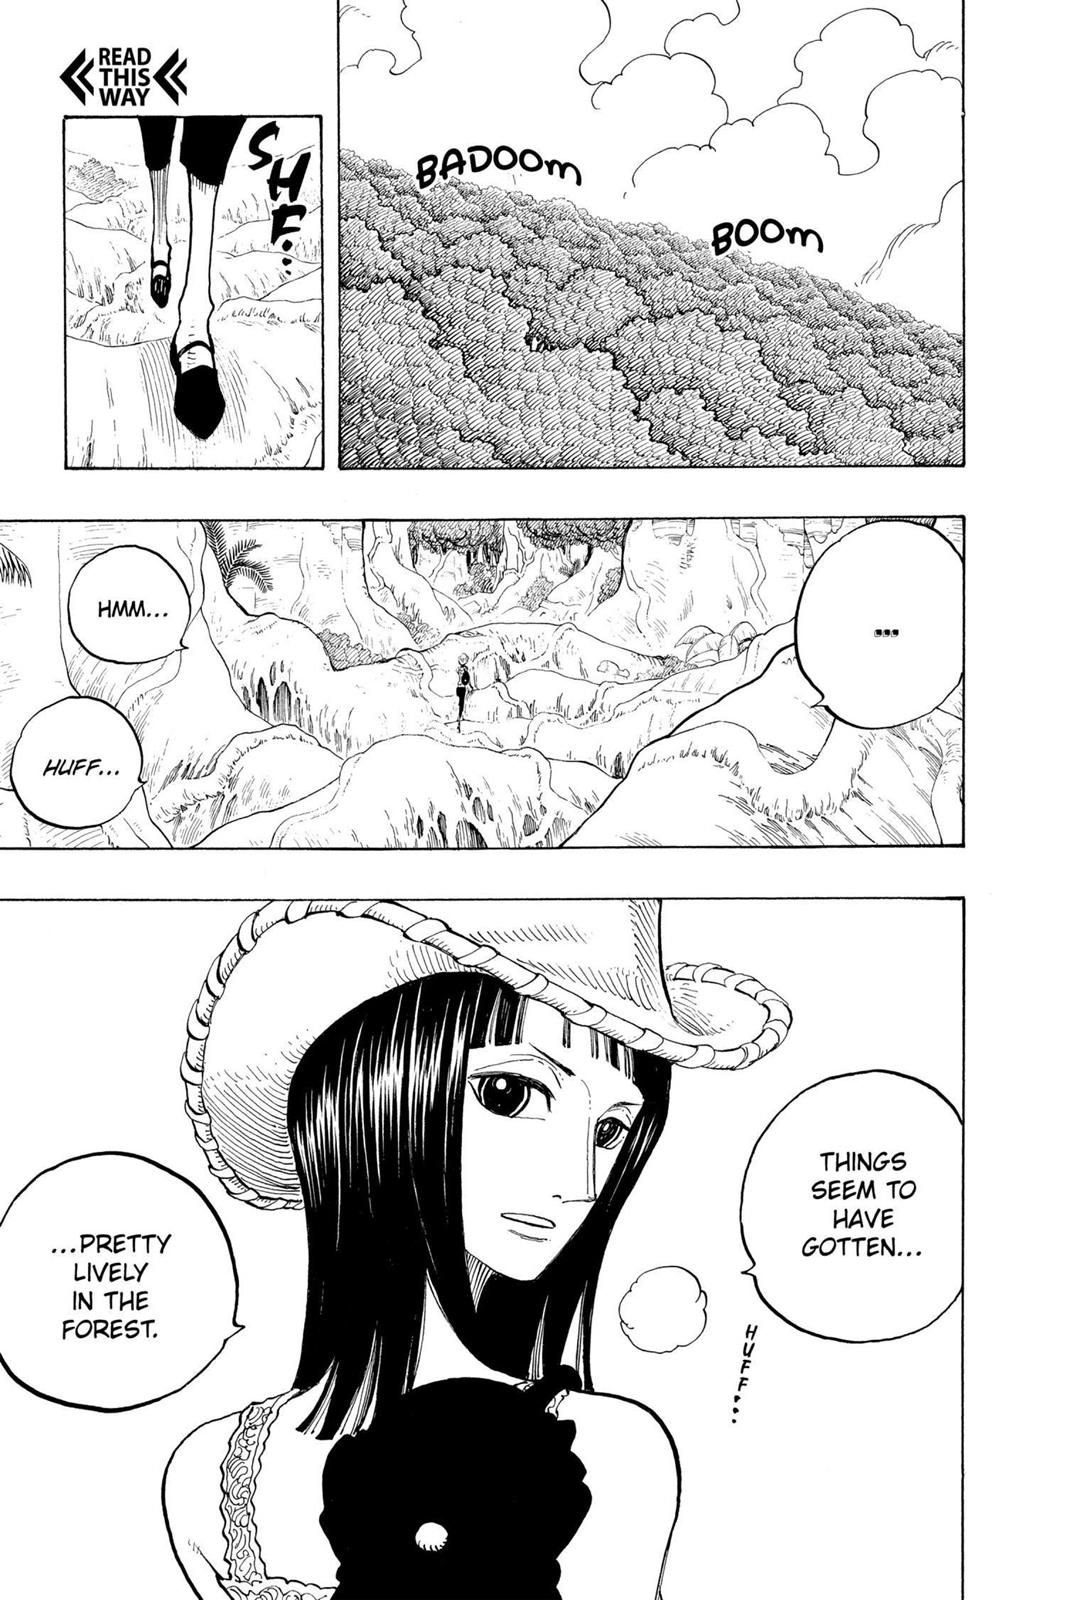 READ
THIS
WAY
BADOOM
BOOM
SHF...
...
HMM...
HUFF...
THINGS
SEEM TO
HAVE
GOTTEN...
HUFF...
...PRETTY
LIVELY
IN THE
FOREST.